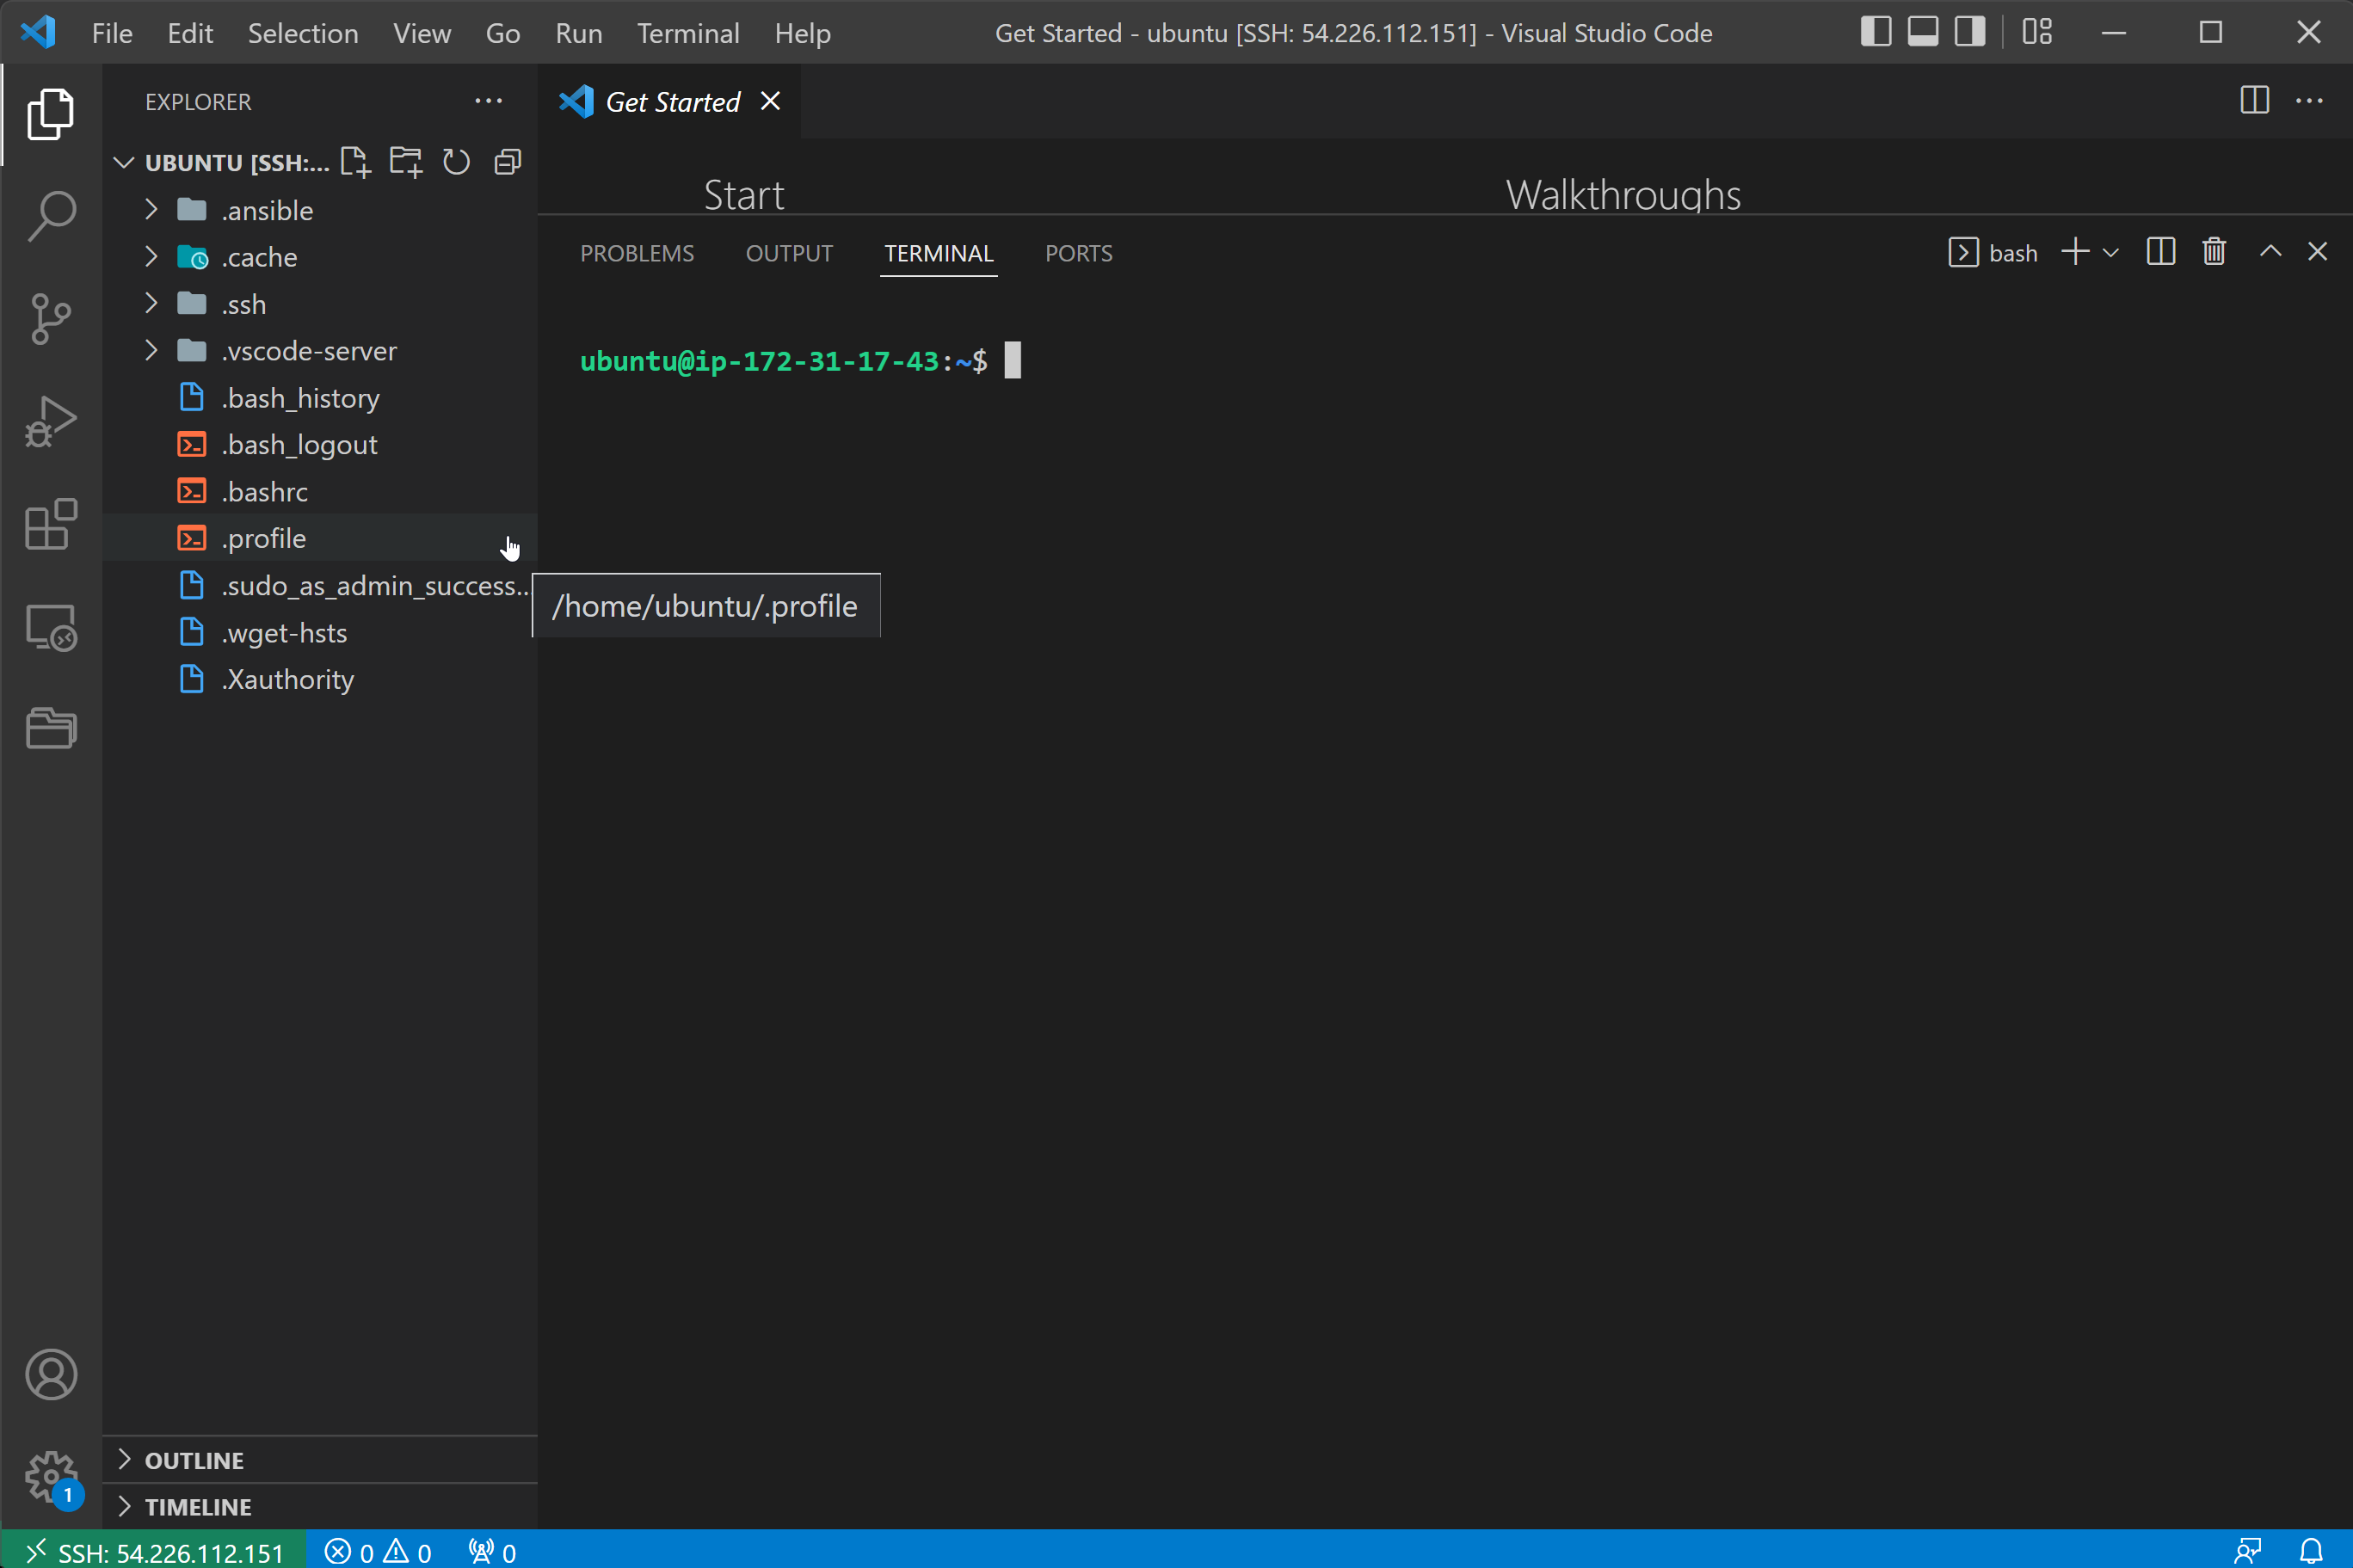 File Edit Selection View Go Run Terminal Help
Get Started - ubuntu [SSH: 54.226.112.151] - Visual Studio Code
EXPLORER
Get Started
UBUNTU [SSH:...
.ansible
.cache
.ssh
.vscode-server
.bash_history
.bash_logout
.bashrc
.profile
.sudo_as_admin_success...
.wget-hsts
.Xauthority
/home/ubuntu/.profile
Start
Walkthroughs
PROBLEMS OUTPUT TERMINAL PORTS
bash
ubuntu@ip-172-31-17-43:~$
OUTLINE
TIMELINE
1
SSH: 54.226.112.151 0 0 0